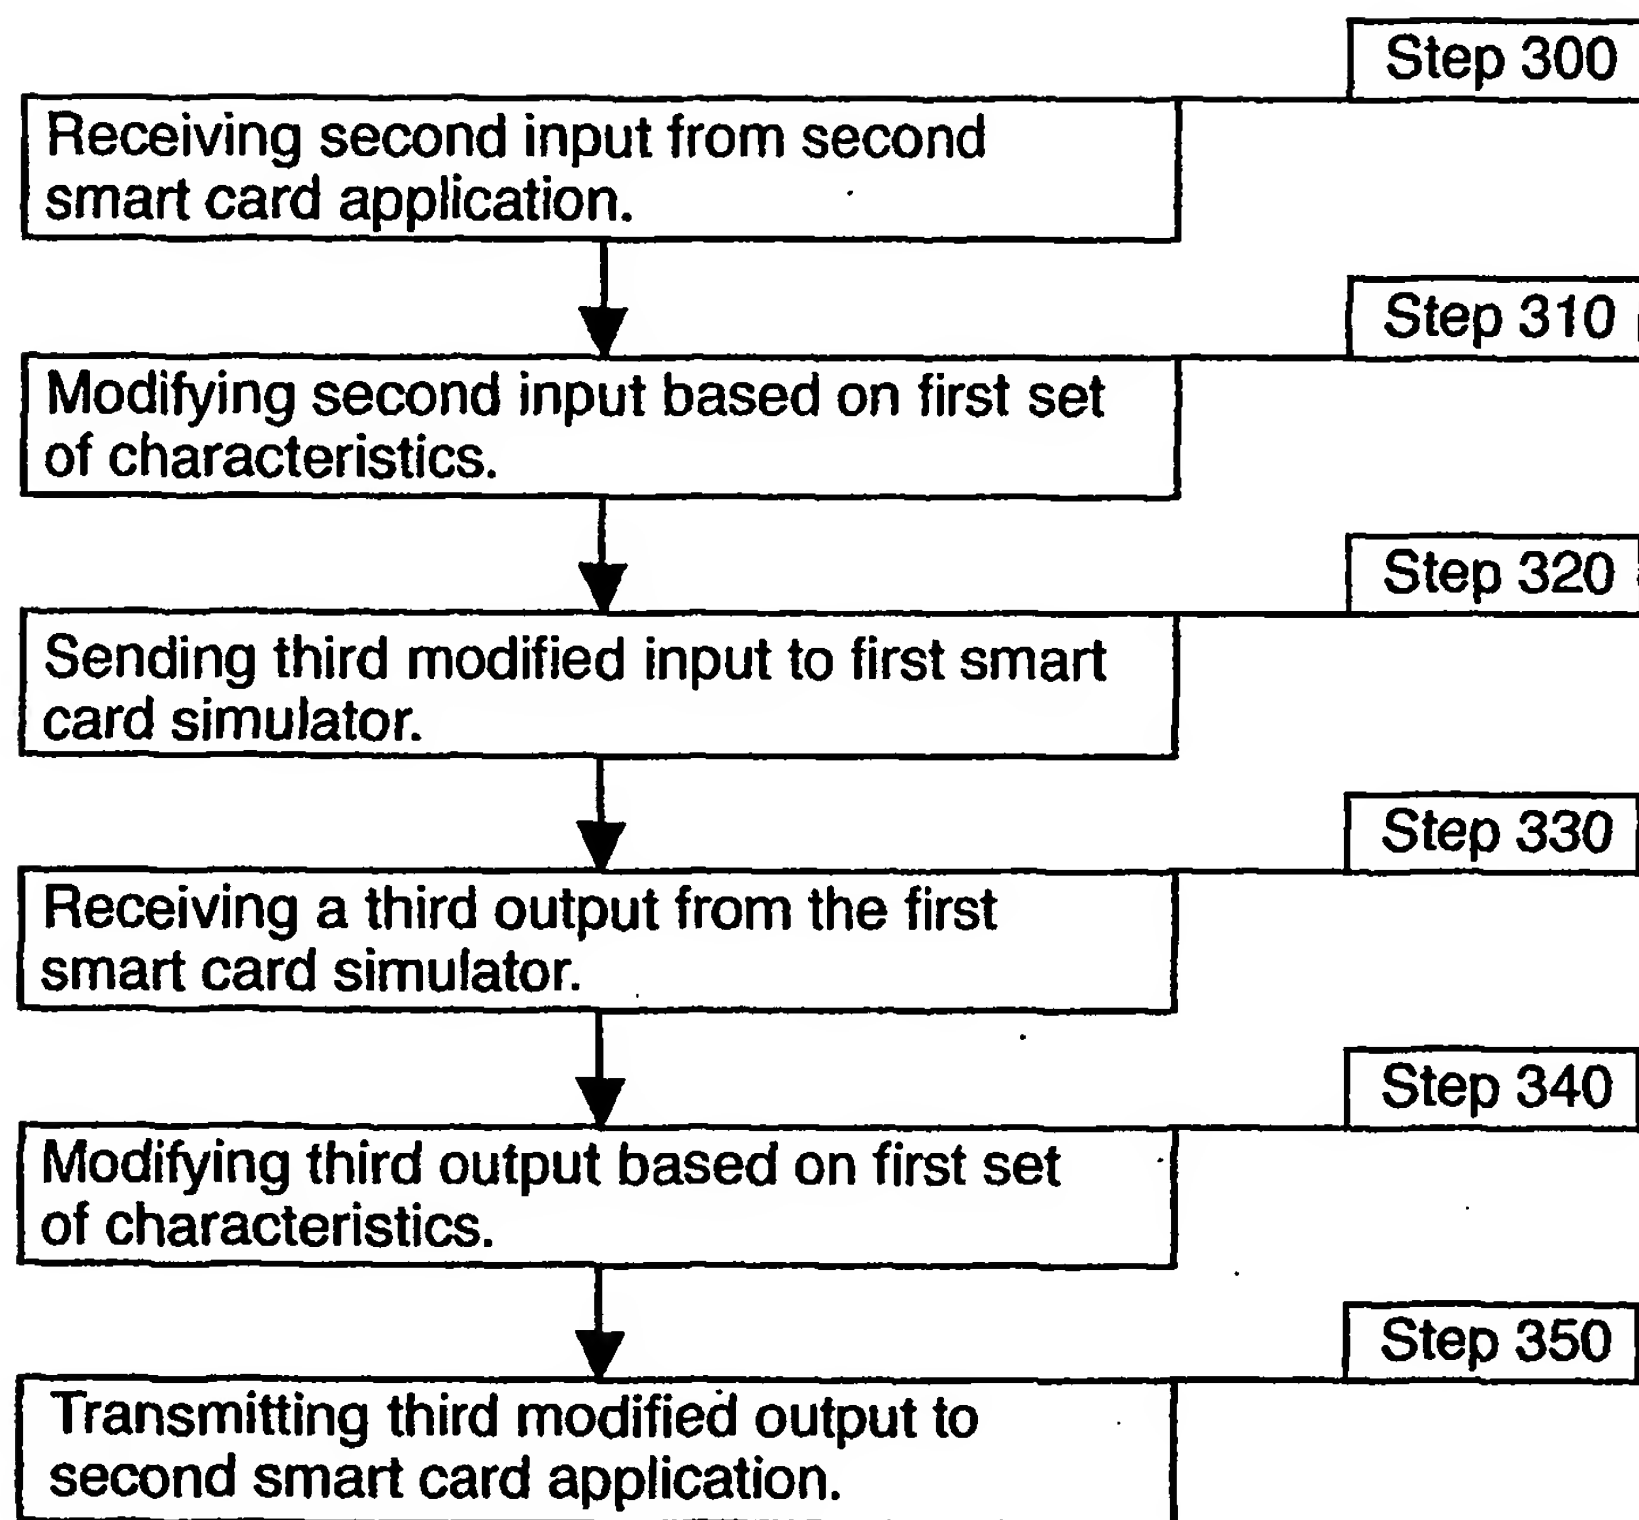 Step 300
Receiving second input from second
smart card application.
Step 310
Modifying second input based on first set
of characteristics.
Step 320
Sending third modified input to first smart
card simulator.
Step 330
Receiving a third output from the first
smart card simulator.
Step 340
Modifying third output based on first set
of characteristics.
Step 350
Transmitting third modified output to
second smart card application.